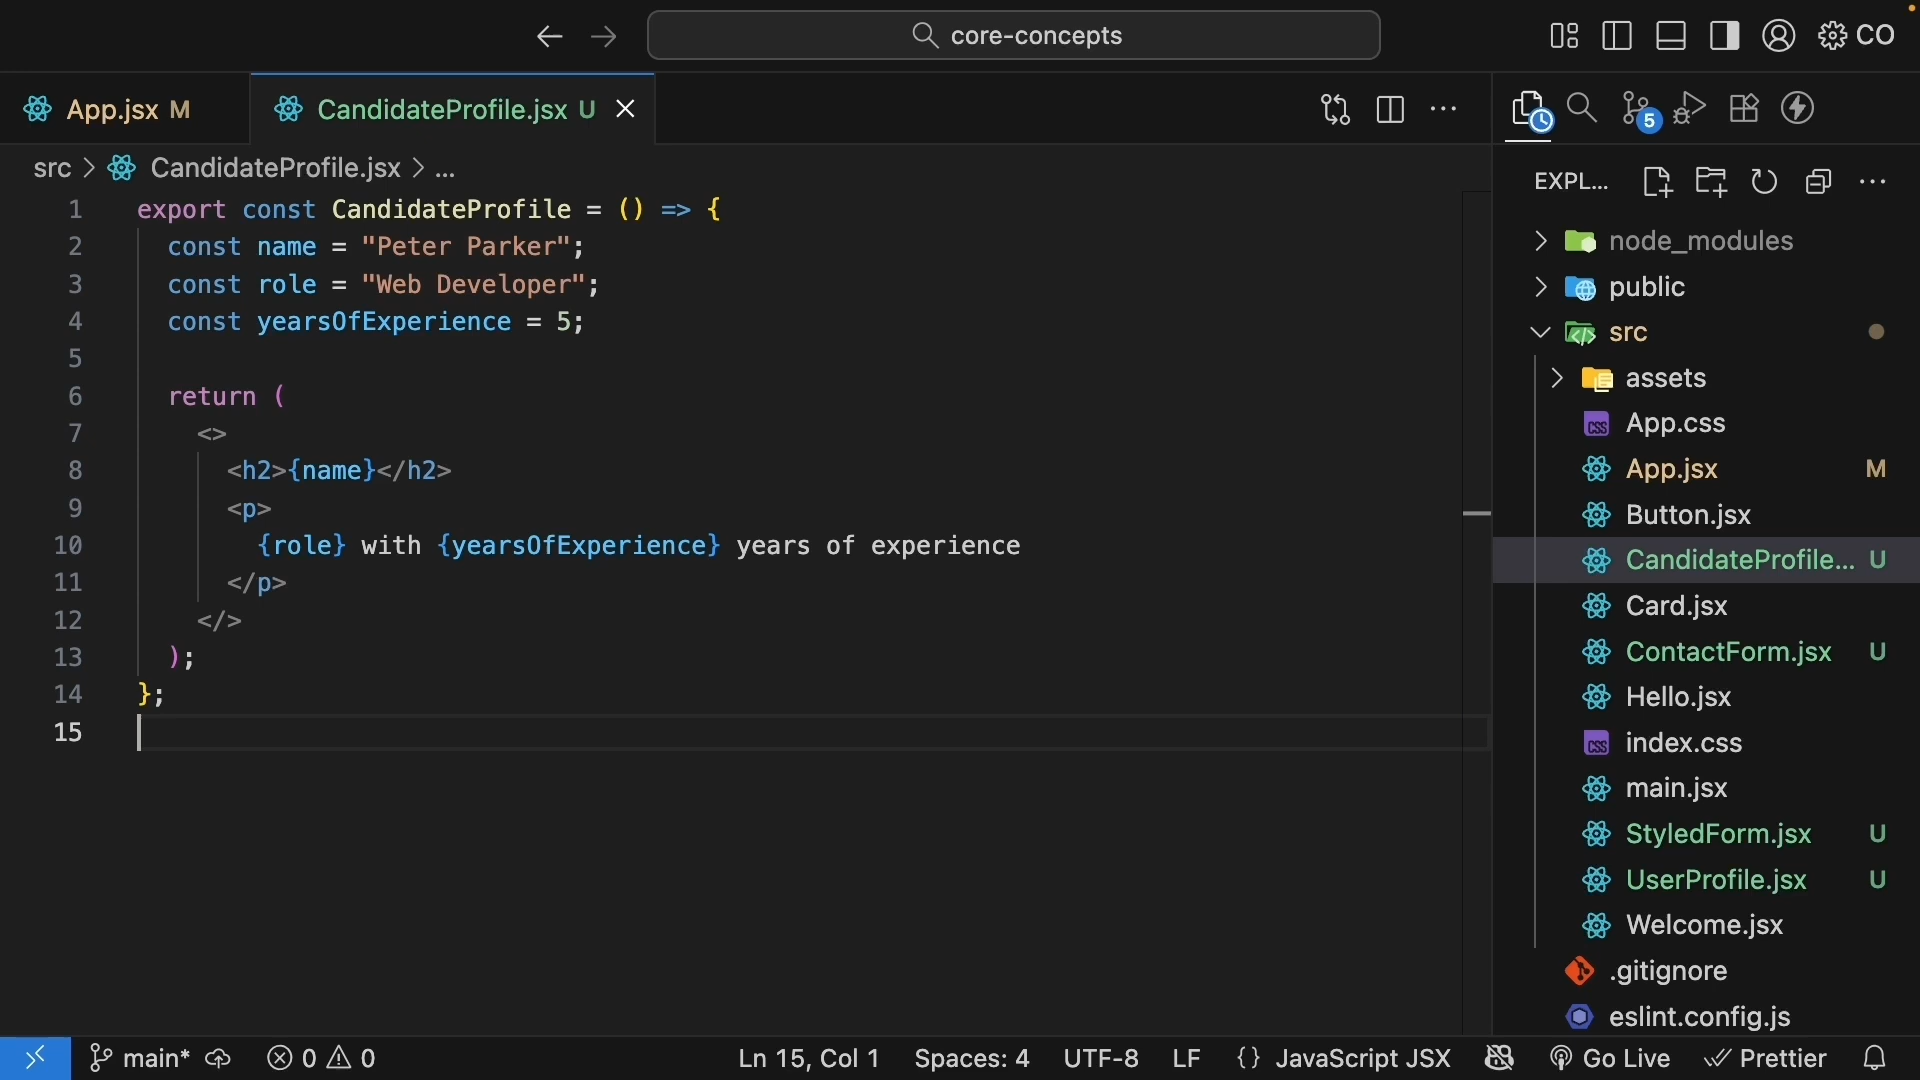 core-concepts
CO
App.jsx M
CandidateProfile.jsx U
5
src > CandidateProfile.jsx > ...
EXPL...
1 export const CandidateProfile = () => {
2 const name = "Peter Parker";
3 const role = "Web Developer";
4 const yearsOfExperience = 5;
5
6 return (
7 <>
8 <h2>{name}</h2>
9 <p>
10 {role} with {yearsOfExperience} years of experience
11 </p>
12 </>
13 );
14 };
15
node_modules
public
src
assets
App.css
App.jsx M
Button.jsx
CandidateProfile... U
Card.jsx
ContactForm.jsx U
Hello.jsx
index.css
main.jsx
StyledForm.jsx U
UserProfile.jsx U
Welcome.jsx
.gitignore
eslint.config.js
main* 0 0 Ln 15, Col 1 Spaces: 4 UTF-8 LF {} JavaScript JSX Go Live Prettier